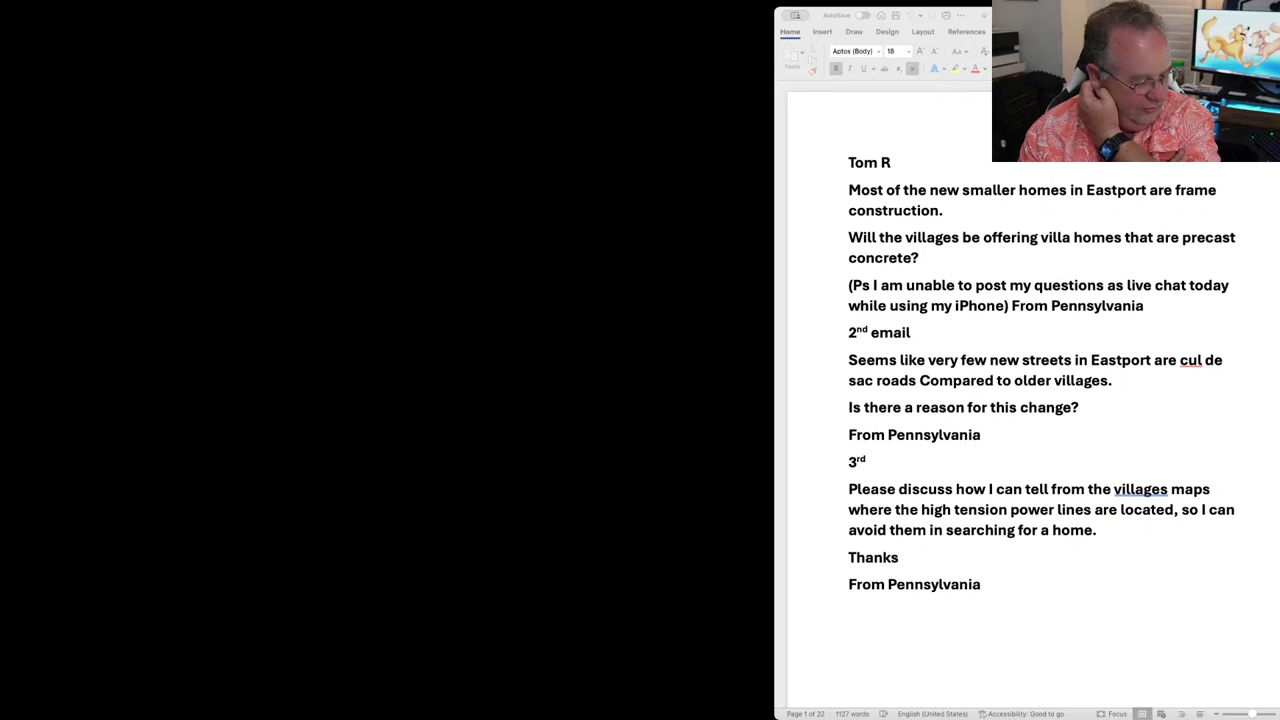 AutoSave
Home Insert Draw Design Layout References
Paste
Aptos (Body) 18
Tom R
Most of the new smaller homes in Eastport are frame
construction.
Will the villages be offering villa homes that are precast
concrete?
(Ps I am unable to post my questions as live chat today
while using my iPhone) From Pennsylvania
2nd email
Seems like very few new streets in Eastport are cul de
sac roads Compared to older villages.
Is there a reason for this change?
From Pennsylvania
3rd
Please discuss how I can tell from the villages maps
where the high tension power lines are located, so I can
avoid them in searching for a home.
Thanks
From Pennsylvania
Page 1 of 22 1127 words English (United States) Accessibility: Good to go Focus